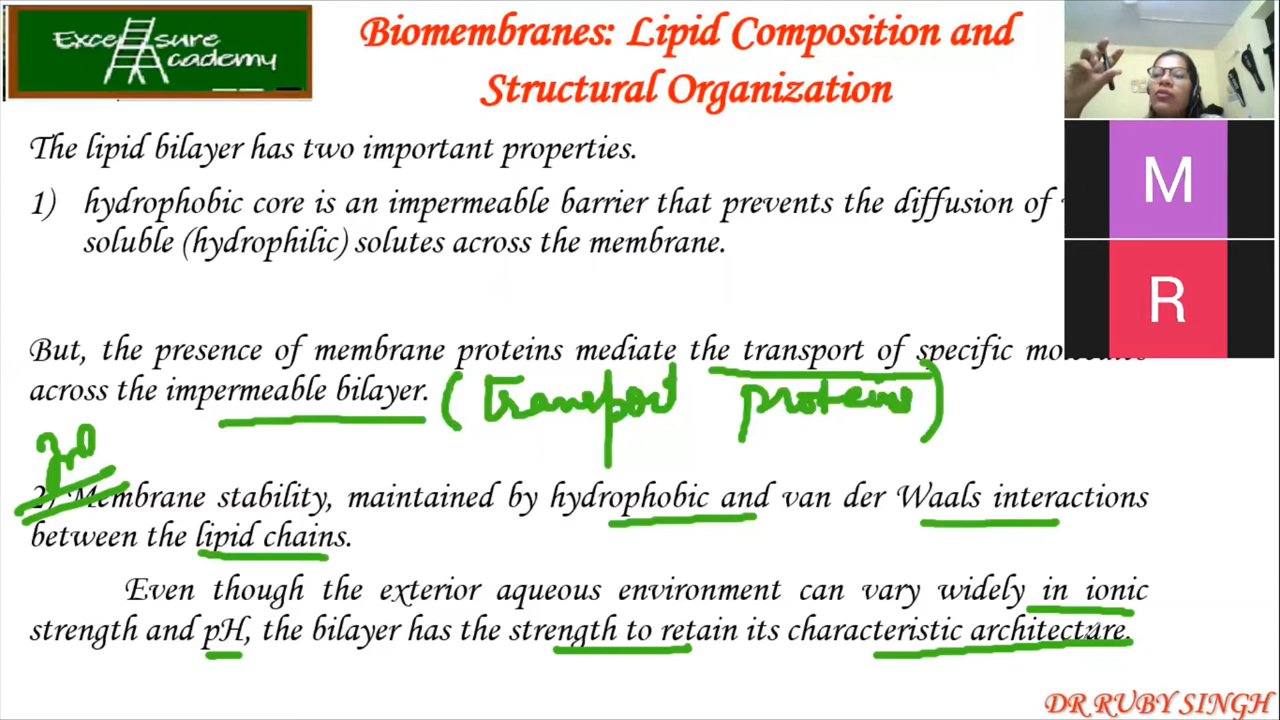 Excel sure
Academy
Biomembranes: Lipid Composition and
Structural Organization
The lipid bilayer has two important properties.
1) hydrophobic core is an impermeable barrier that prevents the diffusion of
soluble (hydrophilic) solutes across the membrane.
M
R
But, the presence of membrane proteins mediate the transport of specific
across the impermeable bilayer. (transport proteins)
2nd
2) Membrane stability, maintained by hydrophobic and van der Waals interactions
between the lipid chains.
Even though the exterior aqueous environment can vary widely in ionic
strength and pH, the bilayer has the strength to retain its characteristic architecture.
DR RUBY SINGH